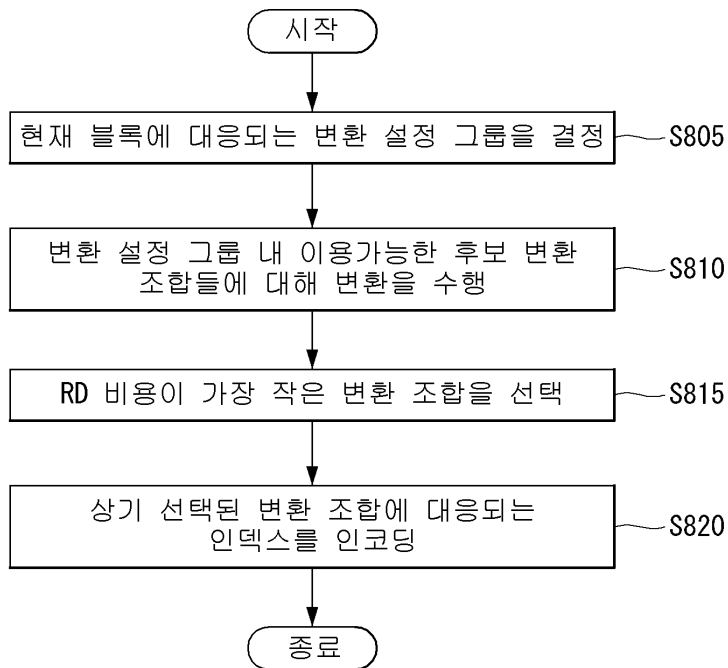 시작
현재 블록에 대응되는 변환 설정 그룹을 결정
S805
변환 설정 그룹 내 이용가능한 후보 변환
조합들에 대해 변환을 수행
S810
RD 비용이 가장 작은 변환 조합을 선택
S815
상기 선택된 변환 조합에 대응되는
인덱스를 인코딩
S820
종료